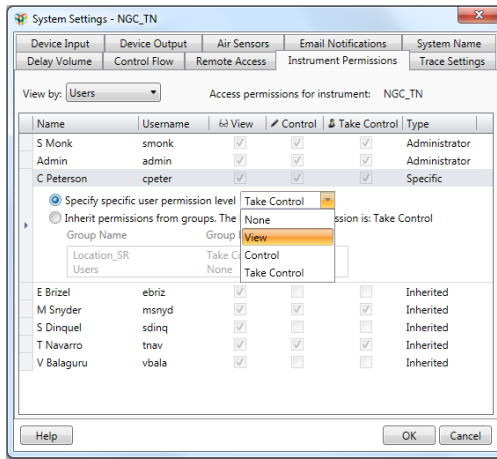 System Settings - NGC_TN
Device Input Device Output Air Sensors Email Notifications System Name
Delay Volume Control Flow Remote Access Instrument Permissions Trace Settings
View by: Users Access permissions for instrument: NGC_TN
Name Username View Control Take Control Type
S Monk smonk Administrator
Admin admin Administrator
C Peterson cpeter Specific
Specify specific user permission level Take Control
Inherit permissions from groups. The ssion is: Take Control
None
Group Name Group
View
Location_SR Take C
Control
Users None
Take Control
E Brizel ebriz Inherited
M Snyder msnyd Inherited
S Dinquel sdinq Inherited
T Navarro tnav Inherited
V Balaguru vbala Inherited
Help OK Cancel